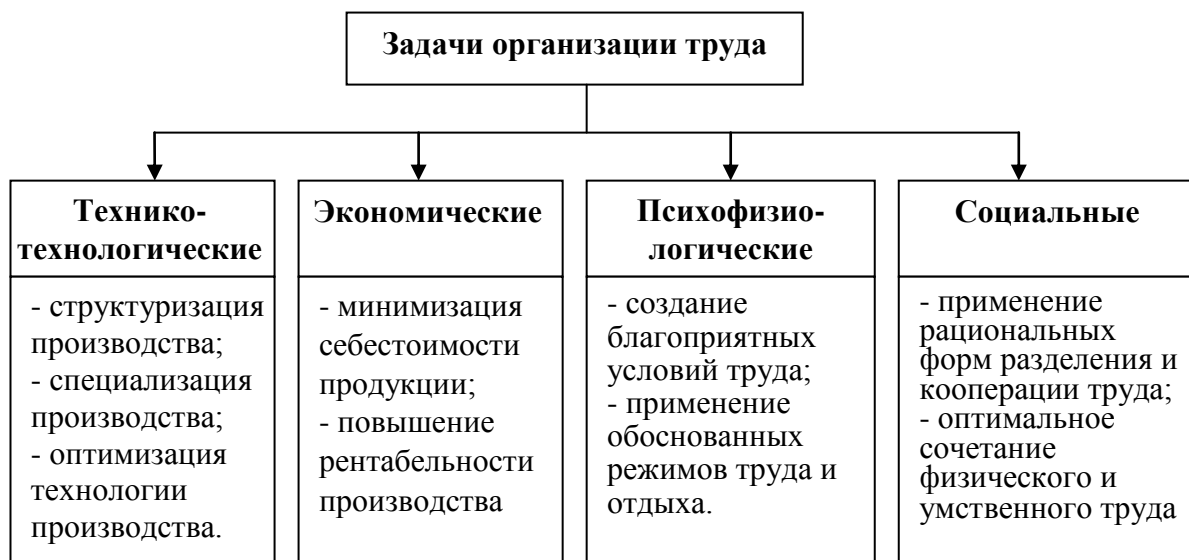 Задачи организации труда
Технико-
технологические
- структуризация
производства;
- специализация
производства;
- оптимизация
технологии
производства.
Экономические
- минимизация
себестоимости
продукции;
- повышение
рентабельности
производства
Психофизио-
логические
- создание
благоприятных
условий труда;
- применение
обоснованных
режимов труда и
отдыха.
Социальные
- применение
рациональных
форм разделения и
кооперации труда;
- оптимальное
сочетание
физического и
умственного труда